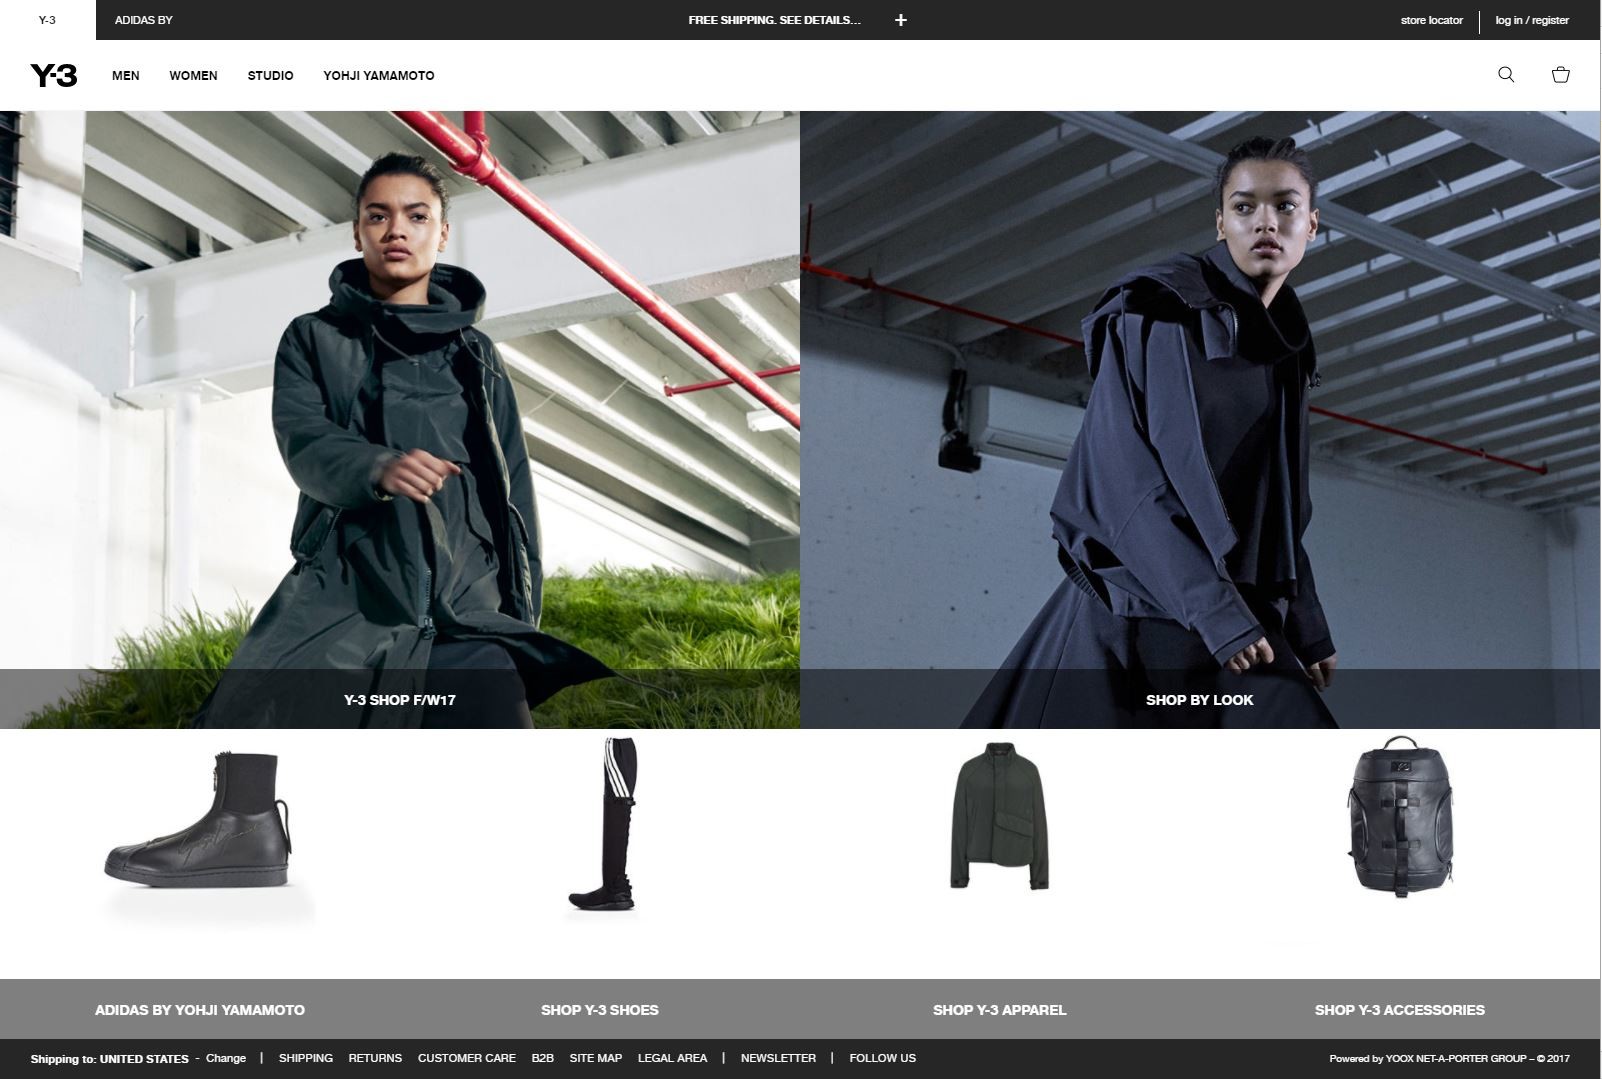 Y-3
ADIDAS BY
FREE SHIPPING. SEE DETAILS...
+
store locator
log in / register
Y-3
MEN
WOMEN
STUDIO
YOHJI YAMAMOTO
Y-3 SHOP F/W17
SHOP BY LOOK
ADIDAS BY YOHJI YAMAMOTO
SHOP Y-3 SHOES
SHOP Y-3 APPAREL
SHOP Y-3 ACCESSORIES
Shipping to: UNITED STATES - Change | SHIPPING RETURNS CUSTOMER CARE B2B SITE MAP LEGAL AREA | NEWSLETTER | FOLLOW US
Powered by YOOX NET-A-PORTER GROUP – © 2017